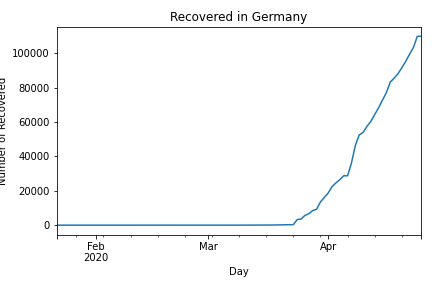 Recovered in Germany
100000
80000
60000
40000
20000
0
Number of Recovered
Feb
2020
Mar
Apr
Day